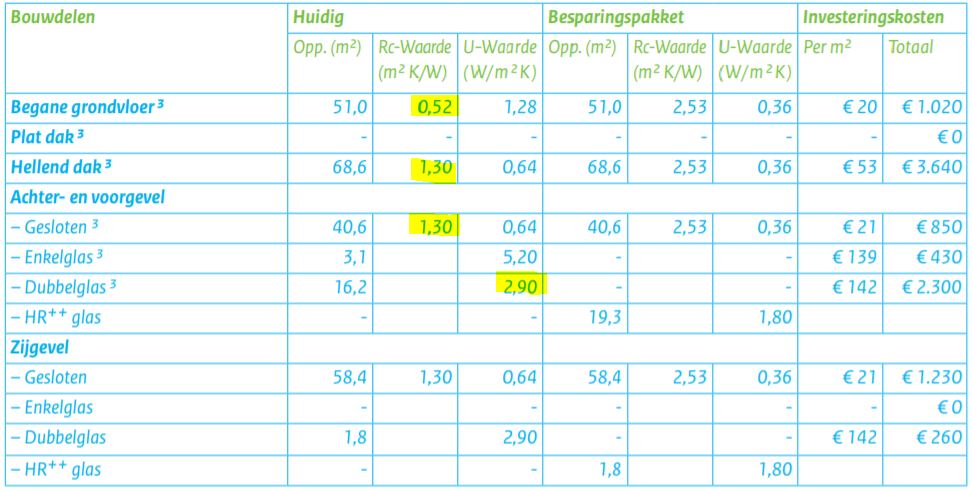 Bouwdelen Huidig Besparingspakket Investeringskosten
Opp. (m²) Rc-Waarde U-Waarde Opp. (m²) Rc-Waarde U-Waarde Per m² Totaal
(m² K/W) (W/m²K) (m² K/W) (W/m²K)
Begane grondvloer ³ 51,0 0,52 1,28 51,0 2,53 0,36 € 20 € 1.020
Plat dak ³ - - - - - - - € 0
Hellend dak ³ 68,6 1,30 0,64 68,6 2,53 0,36 € 53 € 3.640
Achter- en voorgevel
– Gesloten ³ 40,6 1,30 0,64 40,6 2,53 0,36 € 21 € 850
– Enkelglas ³ 3,1 5,20 - - € 139 € 430
– Dubbelglas ³ 16,2 2,90 - - € 142 € 2.300
– HR⁺⁺ glas - - 19,3 1,80
Zijgevel
– Gesloten 58,4 1,30 0,64 58,4 2,53 0,36 € 21 € 1.230
– Enkelglas - - - - - € 0
– Dubbelglas 1,8 2,90 - - € 142 € 260
– HR⁺⁺ glas - - 1,8 1,80